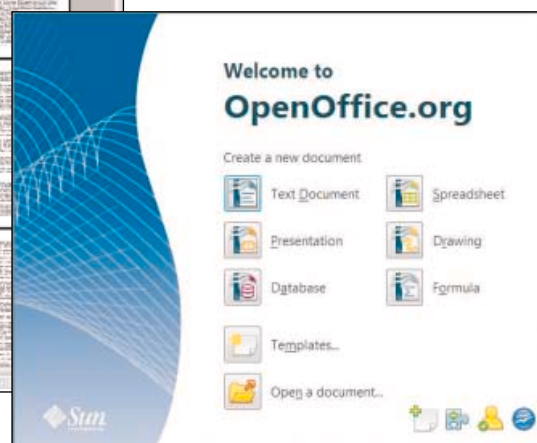 Welcome to
OpenOffice.org
Create a new document
Text Document
Spreadsheet
Presentation
Drawing
Database
Formula
Templates...
Open a document...
Sun